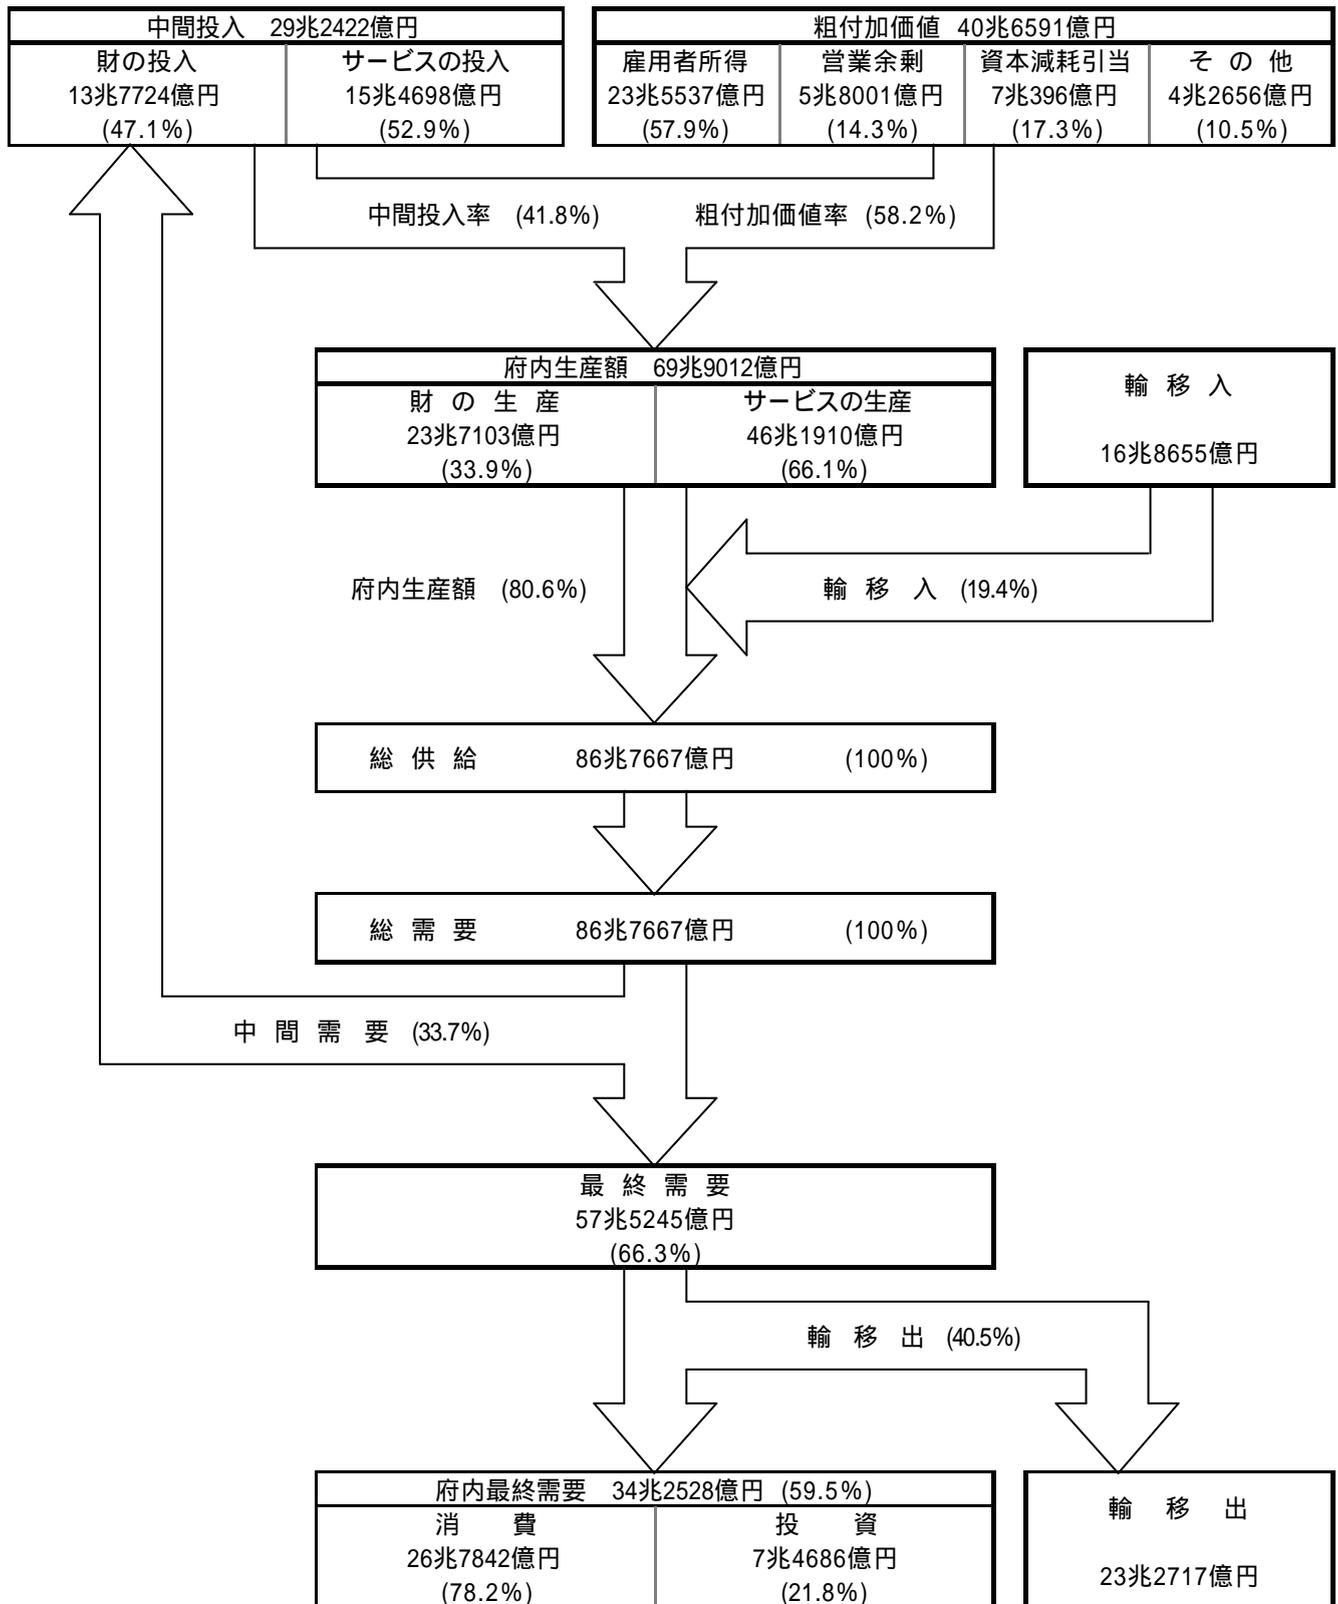 中間投入 29兆2422億円
財の投入
13兆7724億円
(47.1%)
サービスの投入
15兆4698億円
(52.9%)
粗付加価値 40兆6591億円
雇用者所得
23兆5537億円
(57.9%)
営業余剰
5兆8001億円
(14.3%)
資本減耗引当
7兆396億円
(17.3%)
そ の 他
4兆2656億円
(10.5%)
中間投入率 (41.8%)
粗付加価値率 (58.2%)
府内生産額 69兆9012億円
財 の 生 産
23兆7103億円
(33.9%)
サービスの生産
46兆1910億円
(66.1%)
輸 移 入
16兆8655億円
府内生産額 (80.6%)
輸 移 入 (19.4%)
総 供 給 86兆7667億円 (100%)
総 需 要 86兆7667億円 (100%)
中 間 需 要 (33.7%)
最 終 需 要
57兆5245億円
(66.3%)
輸 移 出 (40.5%)
府内最終需要 34兆2528億円 (59.5%)
消 費
26兆7842億円
(78.2%)
投 資
7兆4686億円
(21.8%)
輸 移 出
23兆2717億円